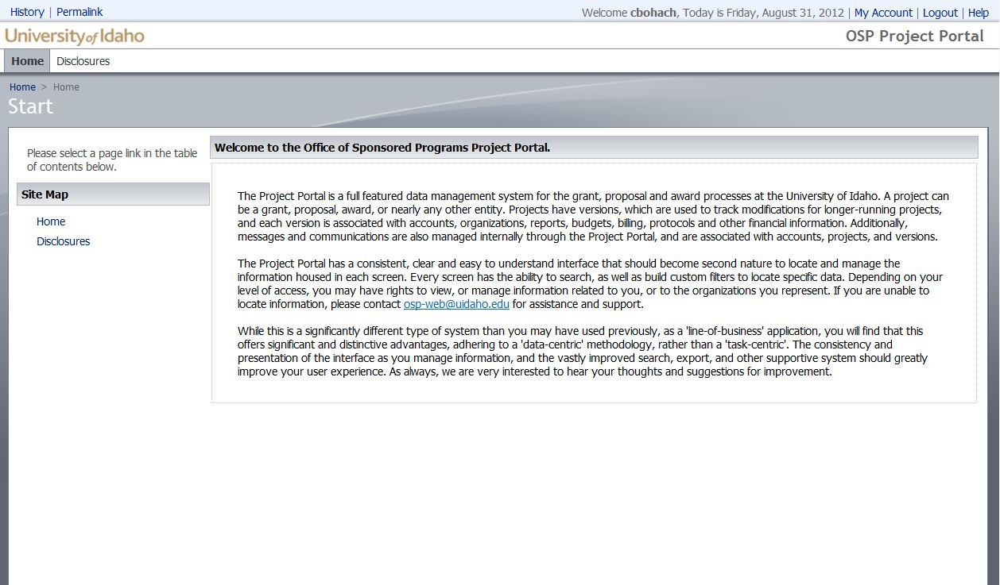 History | Permalink
Welcome cbohach, Today is Friday, August 31, 2012 | My Account | Logout | Help
University of Idaho
OSP Project Portal
Home Disclosures
Home > Home
Start
Please select a page link in the table
of contents below.
Site Map
Home
Disclosures
Welcome to the Office of Sponsored Programs Project Portal.
The Project Portal is a full featured data management system for the grant, proposal and award processes at the University of Idaho. A project can
be a grant, proposal, award, or nearly any other entity. Projects have versions, which are used to track modifications for longer-running projects,
and each version is associated with accounts, organizations, reports, budgets, billing, protocols and other financial information. Additionally,
messages and communications are also managed internally through the Project Portal, and are associated with accounts, projects, and versions.
The Project Portal has a consistent, clear and easy to understand interface that should become second nature to locate and manage the
information housed in each screen. Every screen has the ability to search, as well as build custom filters to locate specific data. Depending on your
level of access, you may have rights to view, or manage information related to you, or to the organizations you represent. If you are unable to
locate information, please contact osp-web@uidaho.edu for assistance and support.
While this is a significantly different type of system than you may have used previously, as a 'line-of-business' application, you will find that this
offers significant and distinctive advantages, adhering to a 'data-centric' methodology, rather than a 'task-centric'. The consistency and
presentation of the interface as you manage information, and the vastly improved search, export, and other supportive system should greatly
improve your user experience. As always, we are very interested to hear your thoughts and suggestions for improvement.